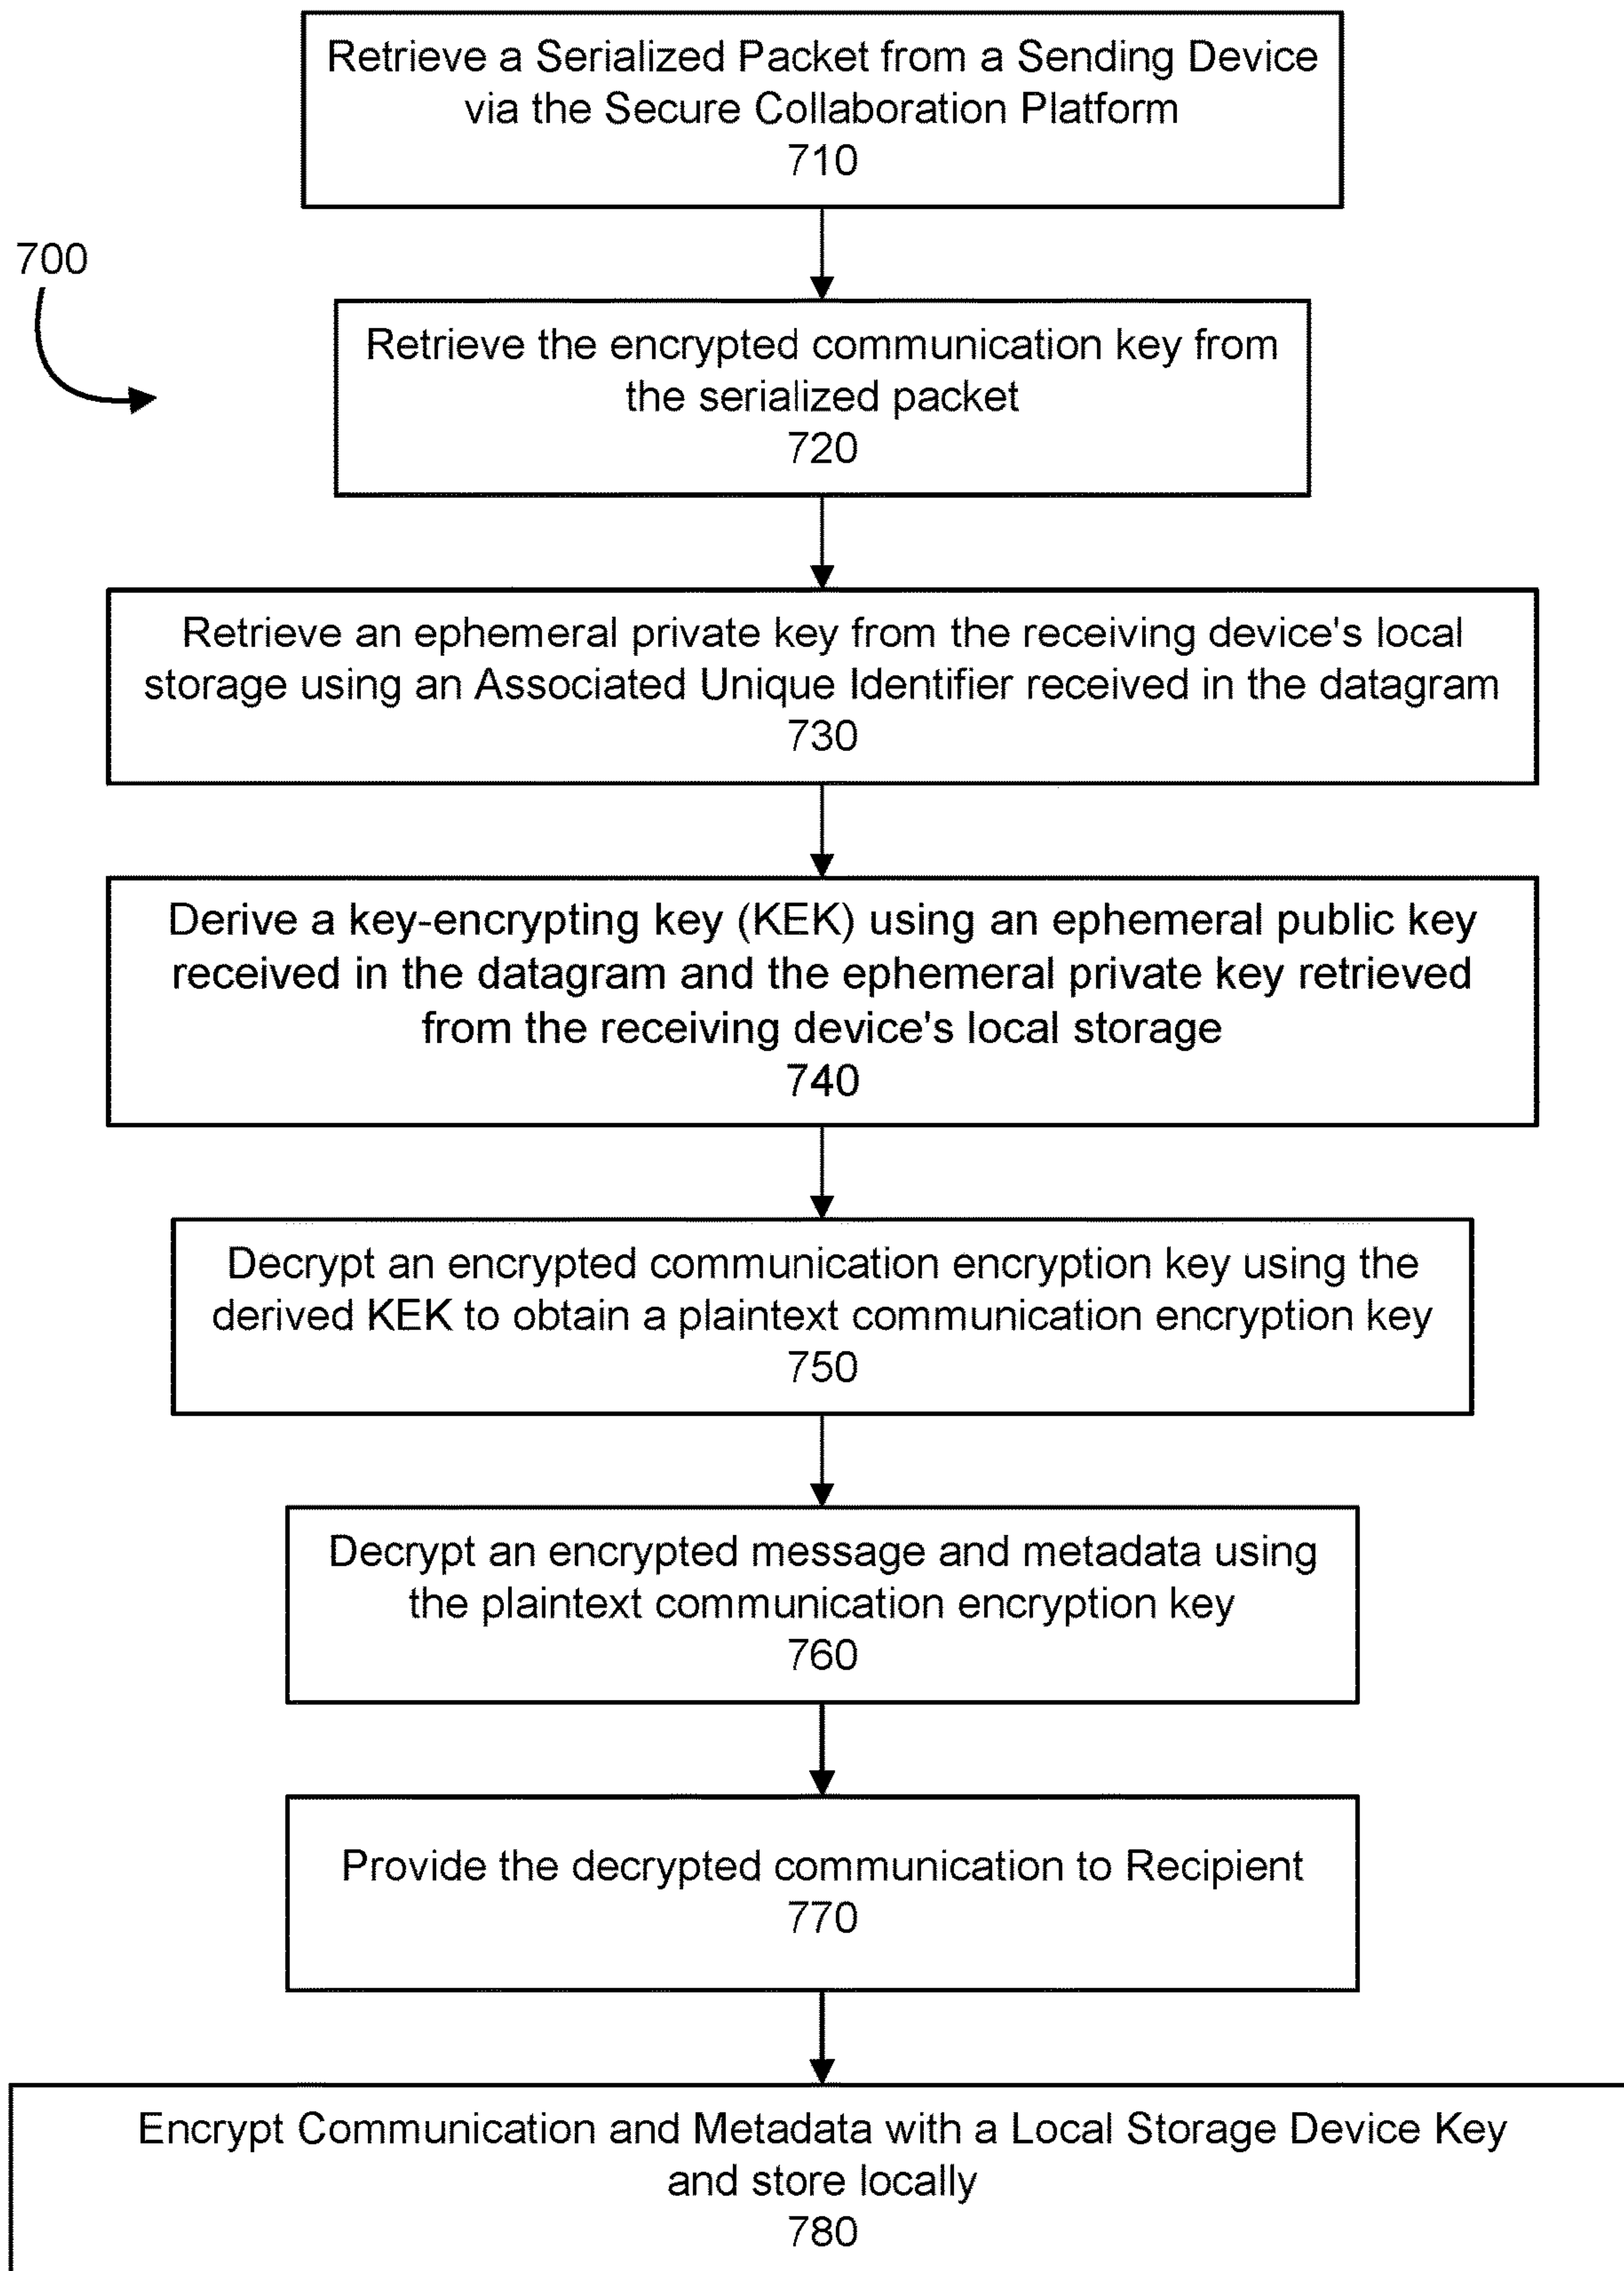 Retrieve a Serialized Packet from a Sending Device
via the Secure Collaboration Platform
710
700
Retrieve the encrypted communication key from
the serialized packet
720
Retrieve an ephemeral private key from the receiving device's local
storage using an Associated Unique Identifier received in the datagram
730
Derive a key-encrypting key (KEK) using an ephemeral public key
received in the datagram and the ephemeral private key retrieved
from the receiving device's local storage
740
Decrypt an encrypted communication encryption key using the
derived KEK to obtain a plaintext communication encryption key
750
Decrypt an encrypted message and metadata using
the plaintext communication encryption key
760
Provide the decrypted communication to Recipient
770
Encrypt Communication and Metadata with a Local Storage Device Key
and store locally
780